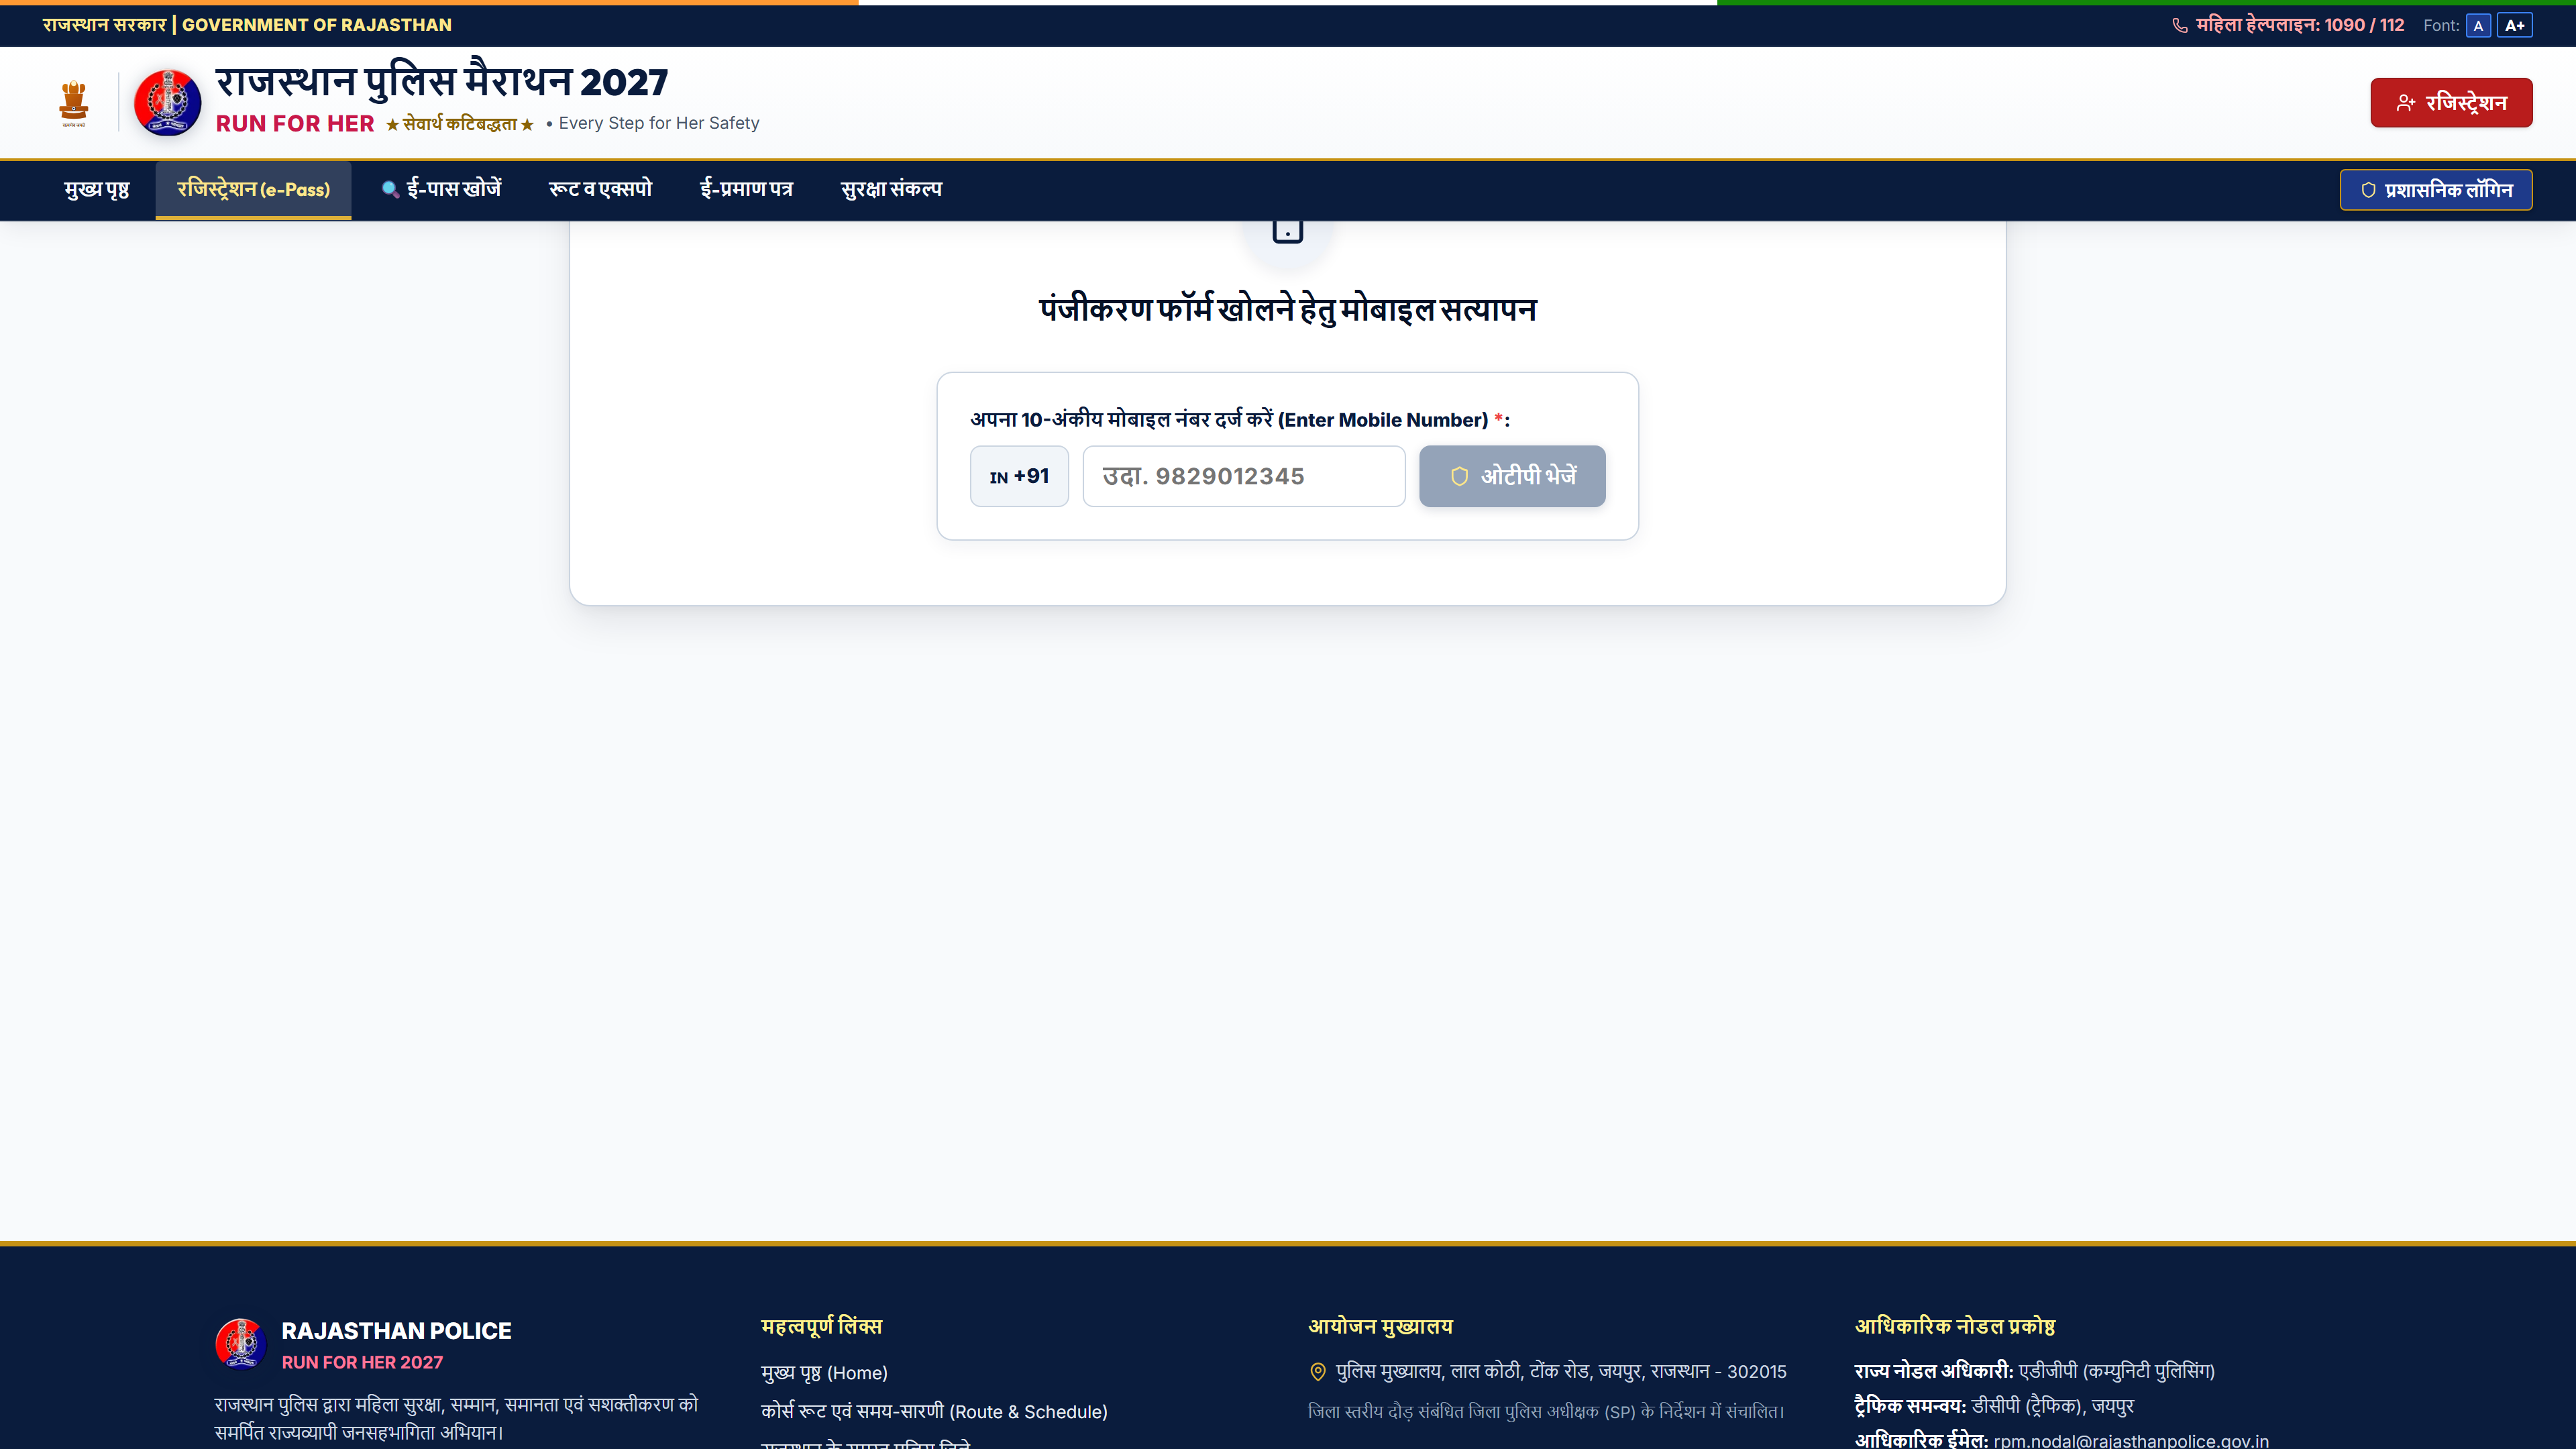 राजस्थान सरकार | GOVERNMENT OF RAJASTHAN
महिला हेल्पलाइन: 1090 / 112 Font: A A+
राजस्थान पुलिस मैराथन 2027
RUN FOR HER ★ सेवार्थ कटिबद्धता ★ • Every Step for Her Safety
रजिस्ट्रेशन
मुख्य पृष्ठ रजिस्ट्रेशन (e-Pass) ई-पास खोजें रूट व एक्सपो ई-प्रमाण पत्र सुरक्षा संकल्प प्रशासनिक लॉगिन
पंजीकरण फॉर्म खोलने हेतु मोबाइल सत्यापन
अपना 10-अंकीय मोबाइल नंबर दर्ज करें (Enter Mobile Number) *:
IN +91 उदा. 9829012345 ओटीपी भेजें
RAJASTHAN POLICE
RUN FOR HER 2027
राजस्थान पुलिस द्वारा महिला सुरक्षा, सम्मान, समानता एवं सशक्तीकरण को
समर्पित राज्यव्यापी जनसहभागिता अभियान।
महत्वपूर्ण लिंक्स
मुख्य पृष्ठ (Home)
कोर्स रूट एवं समय-सारणी (Route & Schedule)
राजस्थान के समस्त पुलिस जिले
आयोजन मुख्यालय
पुलिस मुख्यालय, लाल कोठी, टोंक रोड, जयपुर, राजस्थान - 302015
जिला स्तरीय दौड़ संबंधित जिला पुलिस अधीक्षक (SP) के निर्देशन में संचालित।
आधिकारिक नोडल प्रकोष्ठ
राज्य नोडल अधिकारी: एडीजीपी (कम्युनिटी पुलिसिंग)
ट्रैफिक समन्वय: डीसीपी (ट्रैफिक), जयपुर
आधिकारिक ईमेल: rpm.nodal@rajasthanpolice.gov.in